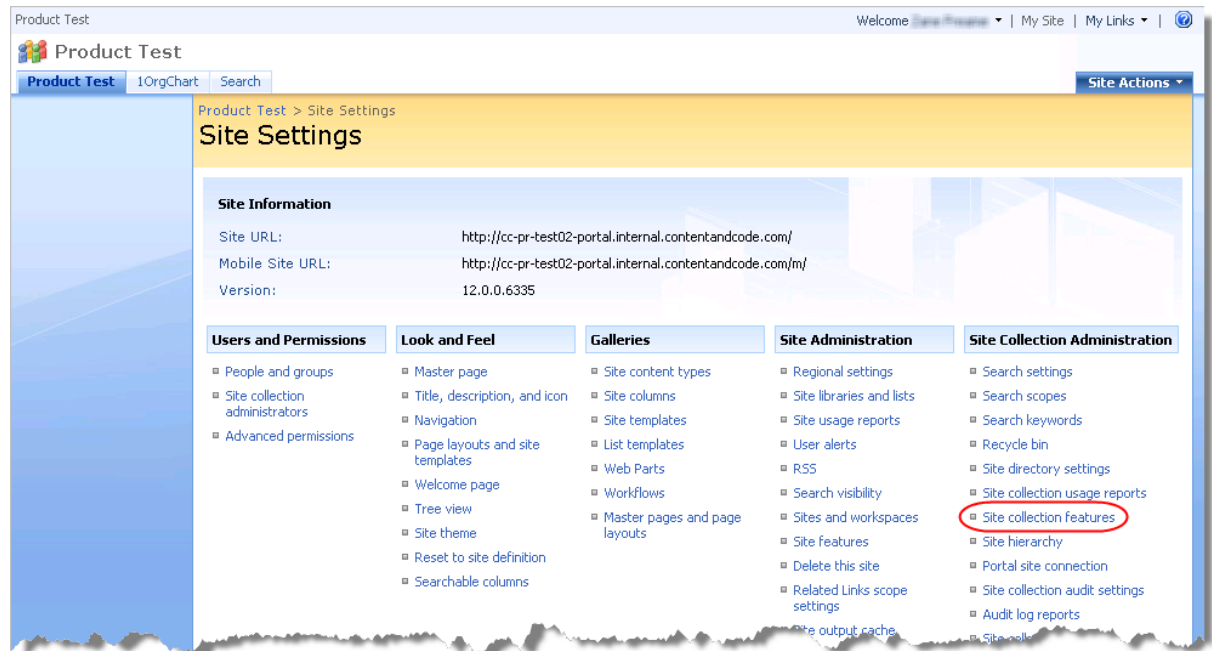 Product Test
Welcome | My Site | My Links |
Product Test
Product Test 1OrgChart Search
Site Actions
Product Test > Site Settings
Site Settings
Site Information
Site URL: http://cc-pr-test02-portal.internal.contentandcode.com/
Mobile Site URL: http://cc-pr-test02-portal.internal.contentandcode.com/m/
Version: 12.0.0.6335
Users and Permissions
People and groups
Site collection
administrators
Advanced permissions
Look and Feel
Master page
Title, description, and icon
Navigation
Page layouts and site
templates
Welcome page
Tree view
Site theme
Reset to site definition
Searchable columns
Galleries
Site content types
Site columns
Site templates
List templates
Web Parts
Workflows
Master pages and page
layouts
Site Administration
Regional settings
Site libraries and lists
Site usage reports
User alerts
RSS
Search visibility
Sites and workspaces
Site features
Delete this site
Related Links scope
settings
Site output cache
Site Collection Administration
Search settings
Search scopes
Search keywords
Recycle bin
Site directory settings
Site collection usage reports
Site collection features
Site hierarchy
Portal site connection
Site collection audit settings
Audit log reports
Site